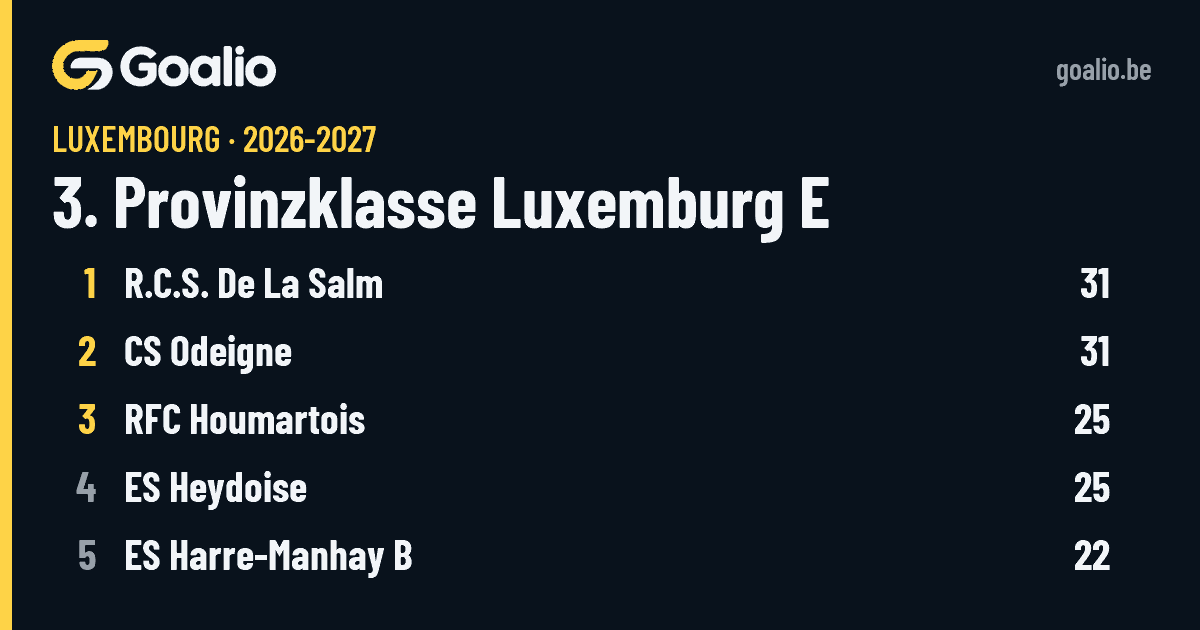 Goalio goalio.be
LUXEMBOURG · 2026-2027
3. Provinzklasse Luxemburg E
1 R.C.S. De La Salm 31
2 CS Odeigne 31
3 RFC Houmartois 25
4 ES Heydoise 25
5 ES Harre-Manhay B 22